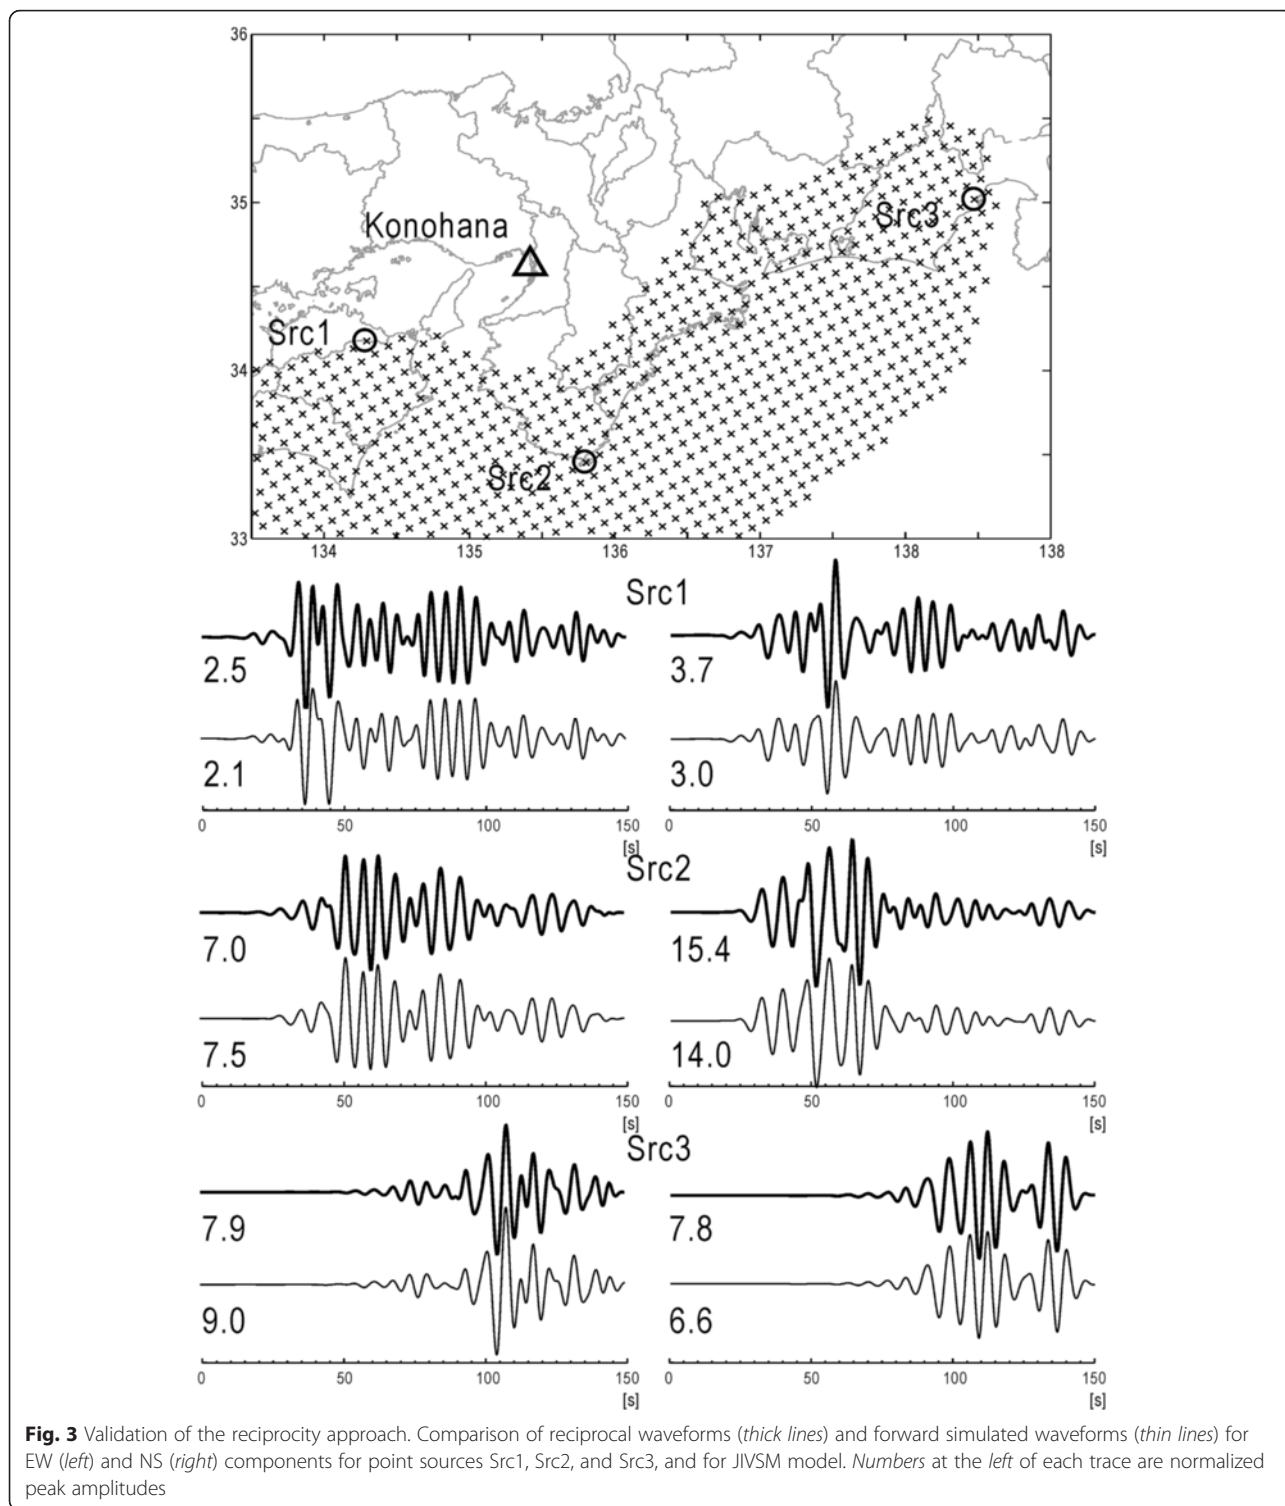 36
35
34
33
Konohana
Src1
Src2
Src3
134 135 136 137 138 138
Src1
2.5 3.7
2.1 3.0
0 50 100 150 0 50 100 150
[s] [s]
Src2
7.0 15.4
7.5 14.0
0 50 100 150 0 50 100 150
[s] [s]
Src3
7.9 7.8
9.0 6.6
0 50 100 150 0 50 100 150
[s] [s]
Fig. 3 Validation of the reciprocity approach. Comparison of reciprocal waveforms (thick lines) and forward simulated waveforms (thin lines) for
EW (left) and NS (right) components for point sources Src1, Src2, and Src3, and for JIVSM model. Numbers at the left of each trace are normalized
peak amplitudes